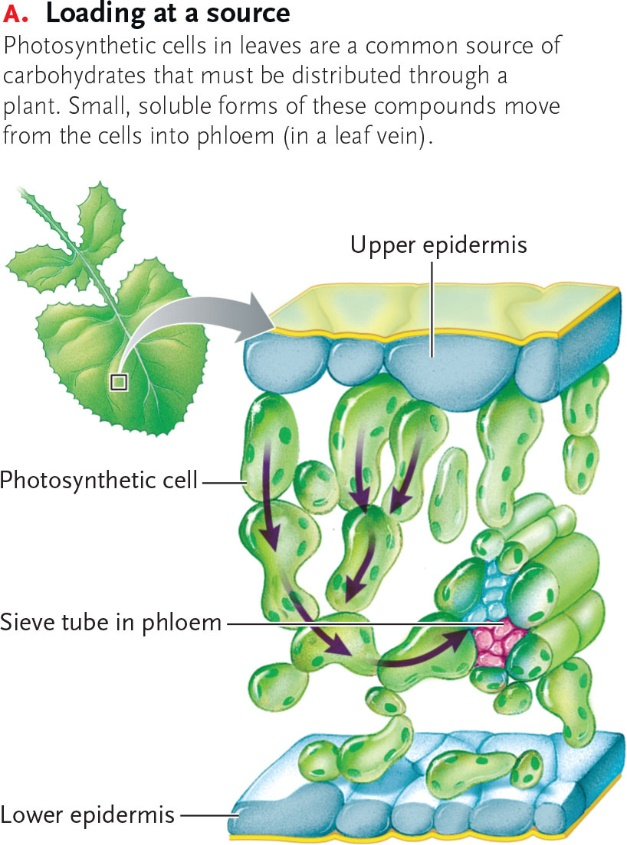 A. Loading at a source
Photosynthetic cells in leaves are a common source of
carbohydrates that must be distributed through a
plant. Small, soluble forms of these compounds move
from the cells into phloem (in a leaf vein).
Upper epidermis
Photosynthetic cell
Sieve tube in phloem
Lower epidermis